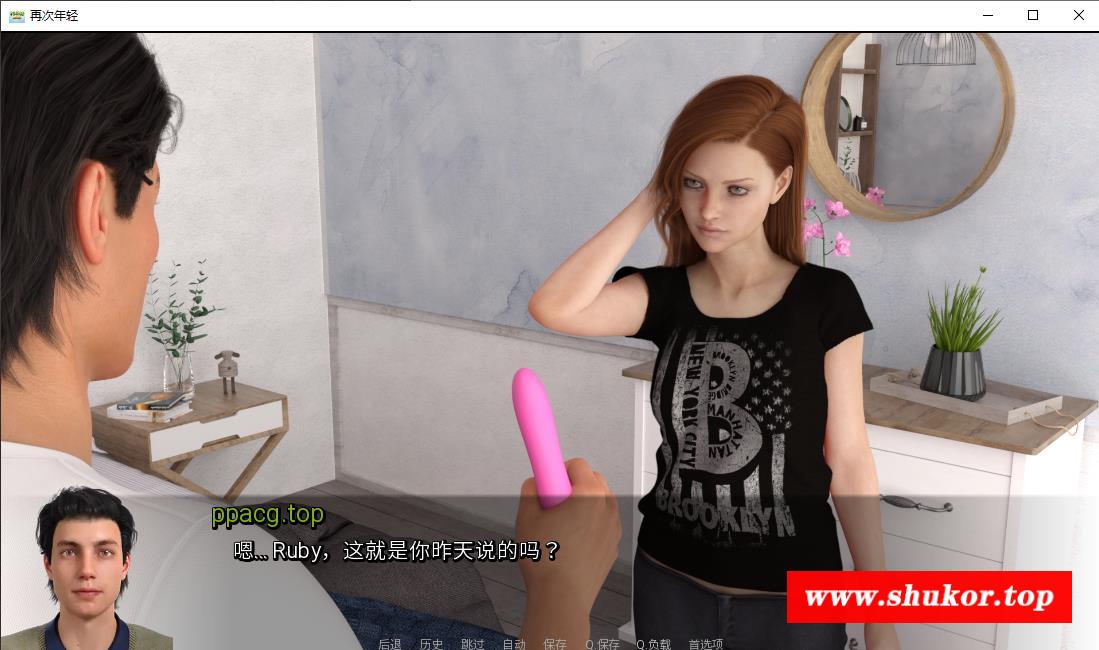 再次年轻
NEW YORK CITY
BROOKLYN BRIDGE
MANHATTAN
B
BROOKLYN
ppacg.top
嗯... Ruby，这就是你昨天说的吗？
www.shukor.top
后退 历史 跳过 自动 保存 Q.保存 Q.负载 首选项